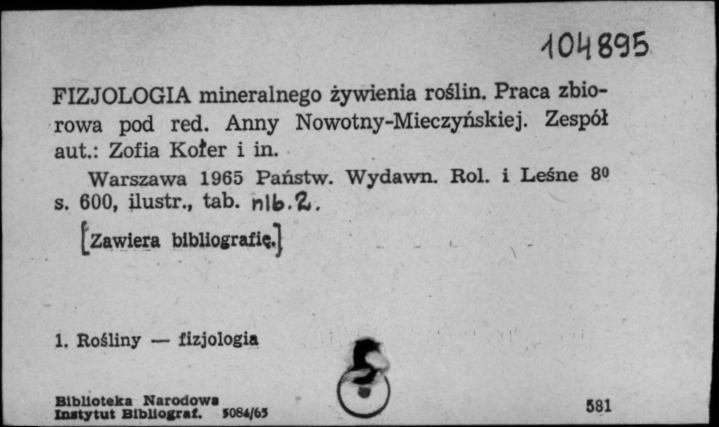 104895
FIZJOLOGIA mineralnego żywienia roślin. Praca zbio-
rowa pod red. Anny Nowotny-Mieczyńskiej. Zespół
aut.: Zofia Koter i in.
Warszawa 1965 Państw. Wydawn. Rol. i Leśne 8⁰
s. 600, ilustr., tab. nlb. 2.
[Zawiera bibliografię.]
1. Rośliny — fizjologia
Biblioteka Narodowa
Instytut Bibliograf. 5084/65
581